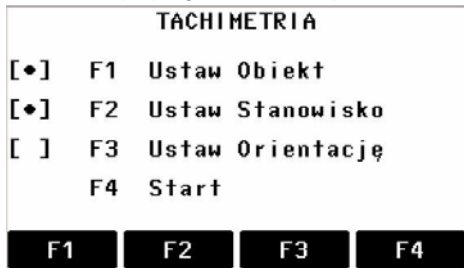 TACHIMETRIA
[•] F1 Ustaw Obiekt
[•] F2 Ustaw Stanowisko
[ ] F3 Ustaw Orientację
F4 Start
F1 F2 F3 F4